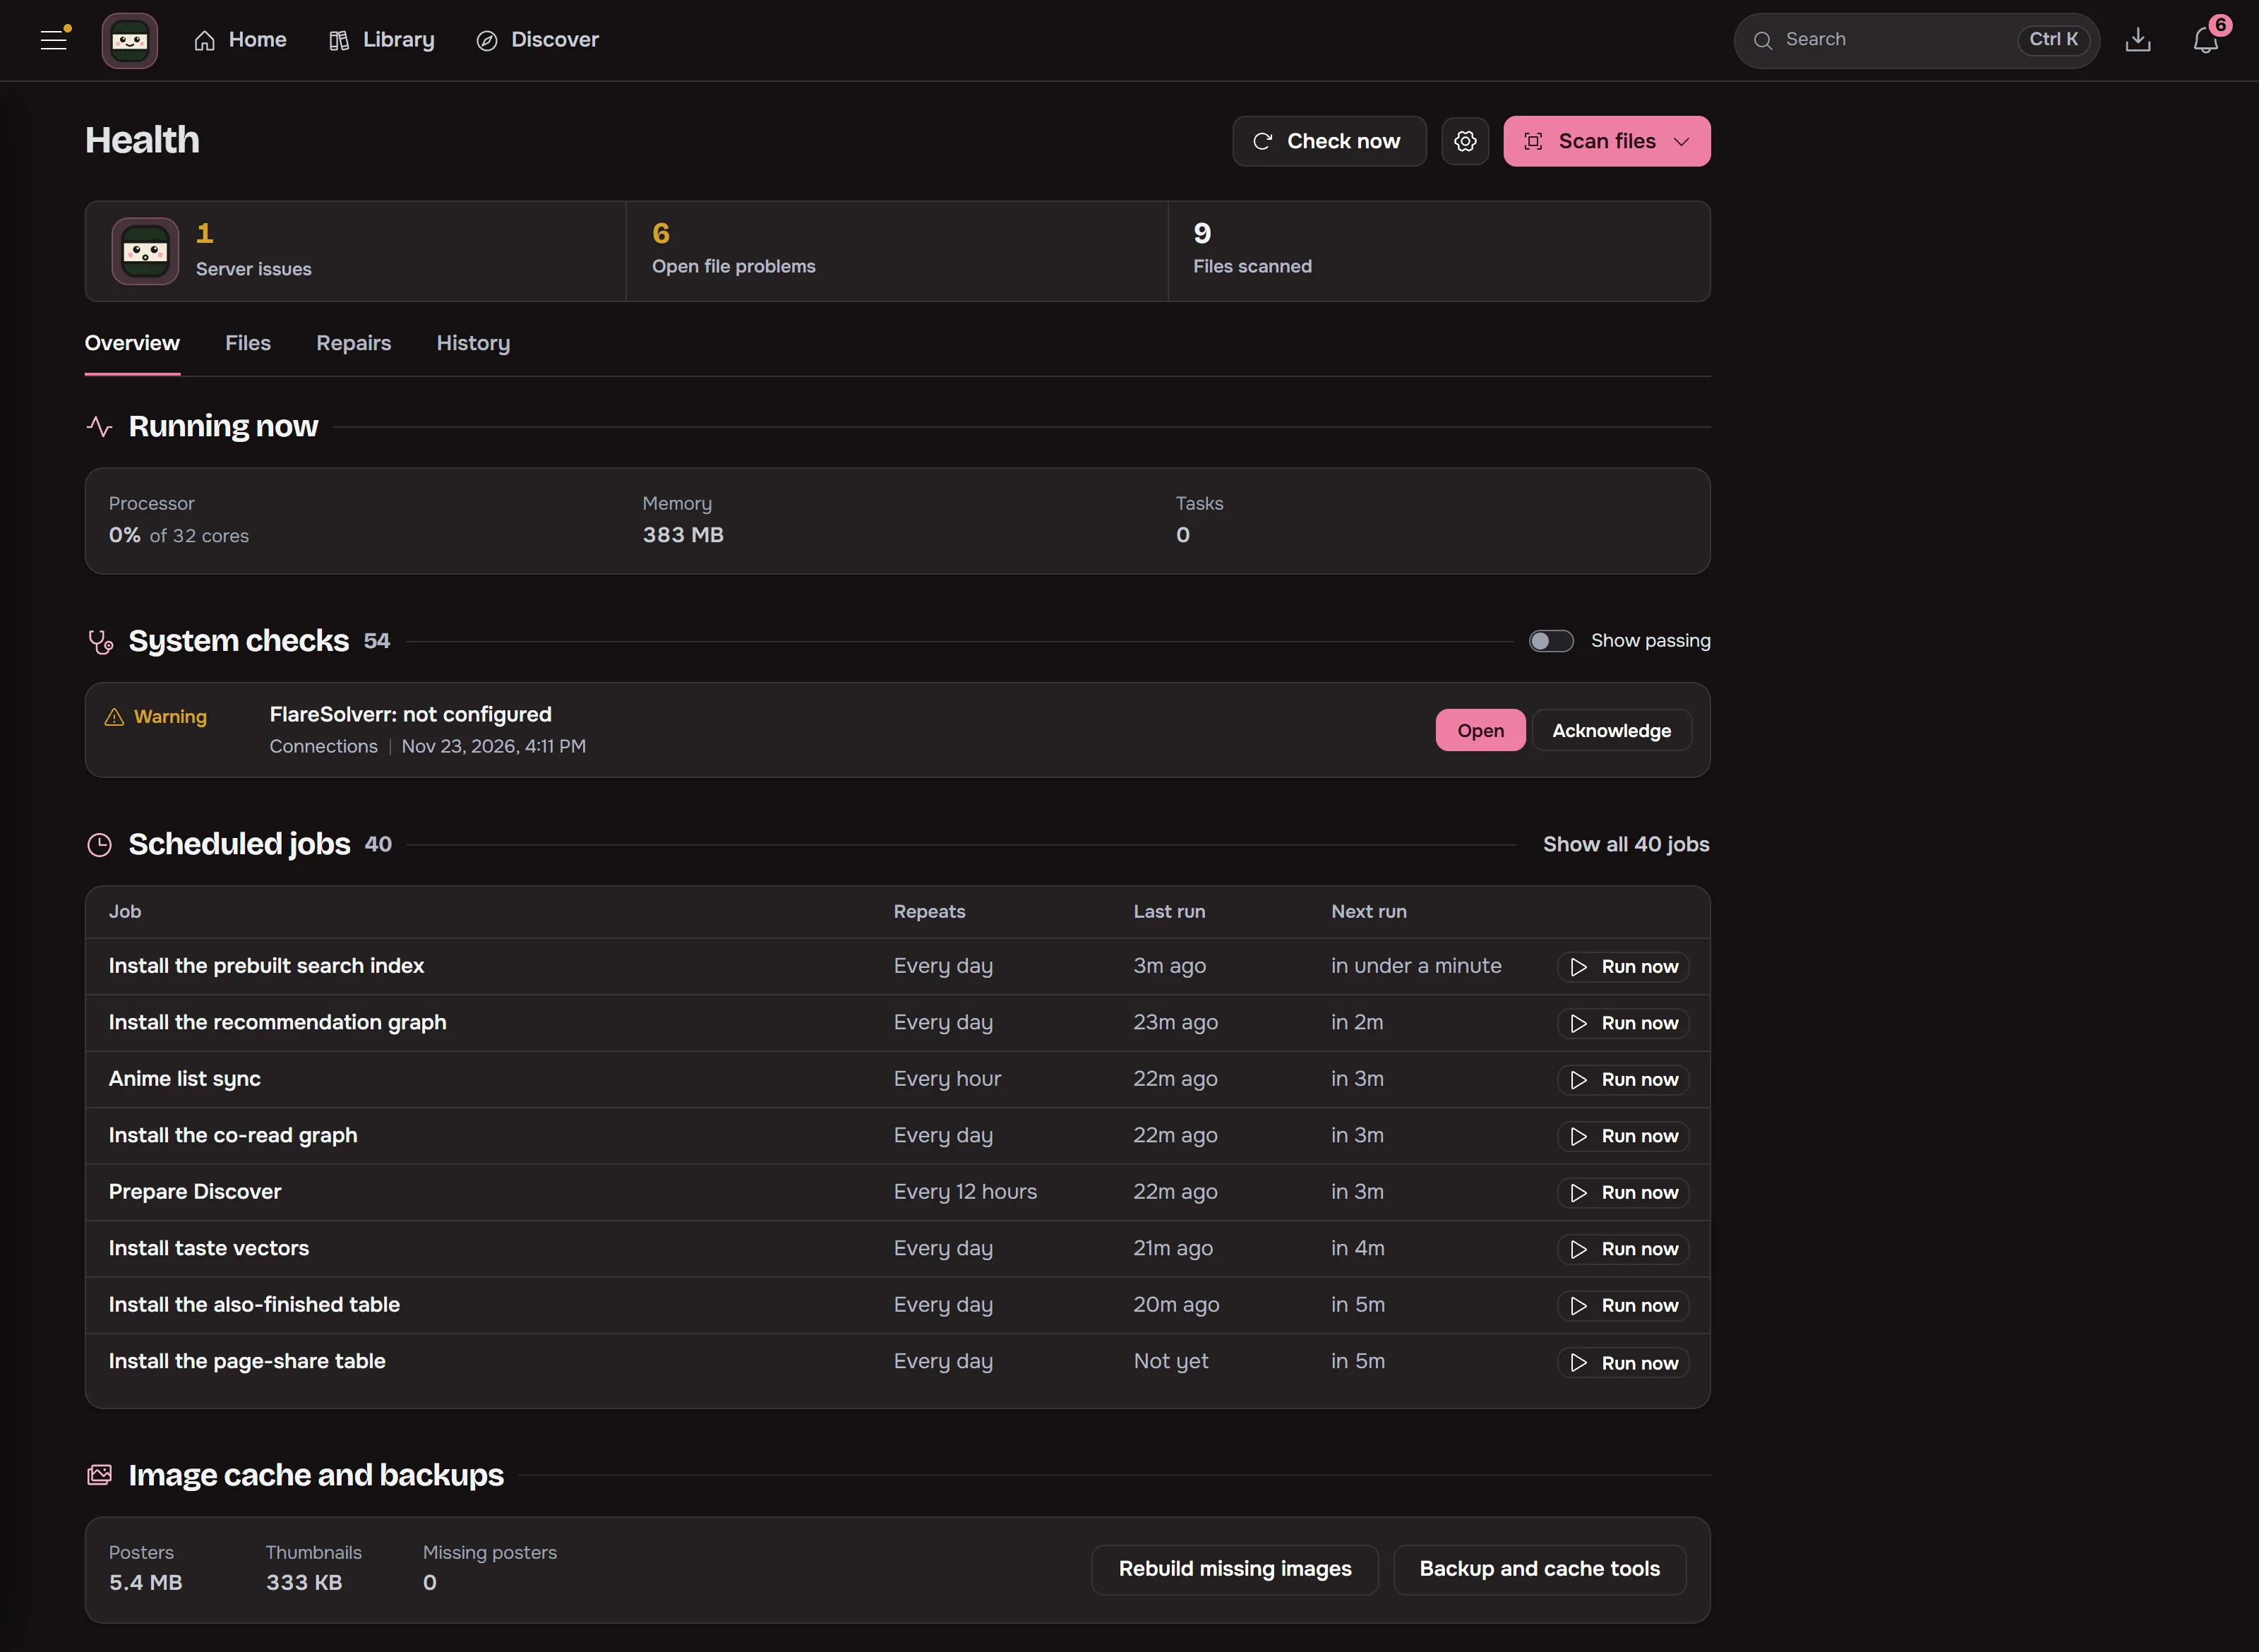 Home Library Discover Search Ctrl K 6
Health
Check now Scan files
1
Server issues
6
Open file problems
9
Files scanned
Overview Files Repairs History
Running now
Processor Memory Tasks
0% of 32 cores 383 MB 0
System checks 54 Show passing
Warning FlareSolverr: not configured Open Acknowledge
Connections | Nov 23, 2026, 4:11 PM
Scheduled jobs 40 Show all 40 jobs
Job Repeats Last run Next run
Install the prebuilt search index Every day 3m ago in under a minute Run now
Install the recommendation graph Every day 23m ago in 2m Run now
Anime list sync Every hour 22m ago in 3m Run now
Install the co-read graph Every day 22m ago in 3m Run now
Prepare Discover Every 12 hours 22m ago in 3m Run now
Install taste vectors Every day 21m ago in 4m Run now
Install the also-finished table Every day 20m ago in 5m Run now
Install the page-share table Every day Not yet in 5m Run now
Image cache and backups
Posters Thumbnails Missing posters
5.4 MB 333 KB 0
Rebuild missing images Backup and cache tools